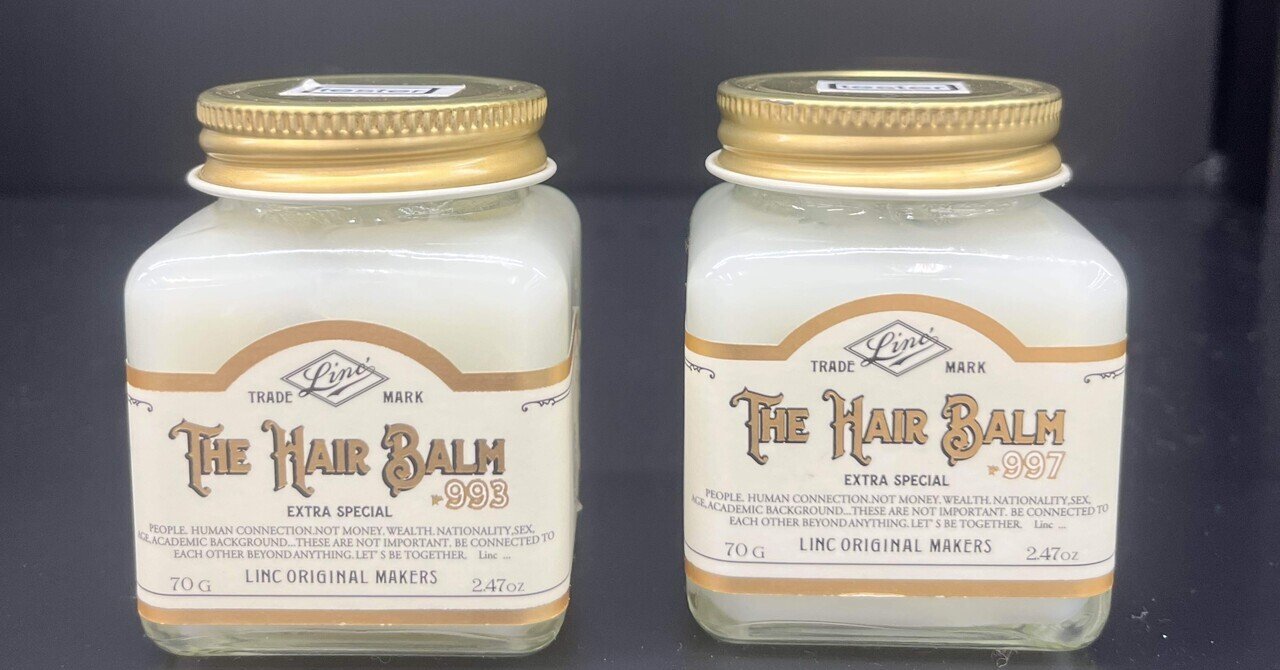 tester
Linc'
TRADE MARK
THE HAIR BALM
№993
EXTRA SPECIAL
PEOPLE. HUMAN CONNECTION.NOT MONEY. WEALTH. NATIONALITY,SEX,
AGE, ACADEMIC BACKGROUND...THESE ARE NOT IMPORTANT. BE CONNECTED TO
EACH OTHER BEYOND ANYTHING. LET'S BE TOGETHER. Linc ...
70 G LINC ORIGINAL MAKERS 2.47oz
tester
Linc'
TRADE MARK
THE HAIR BALM
№997
EXTRA SPECIAL
PEOPLE. HUMAN CONNECTION.NOT MONEY. WEALTH. NATIONALITY,SEX,
AGE, ACADEMIC BACKGROUND...THESE ARE NOT IMPORTANT. BE CONNECTED TO
EACH OTHER BEYOND ANYTHING. LET'S BE TOGETHER. Linc ...
70 G LINC ORIGINAL MAKERS 2.47oz